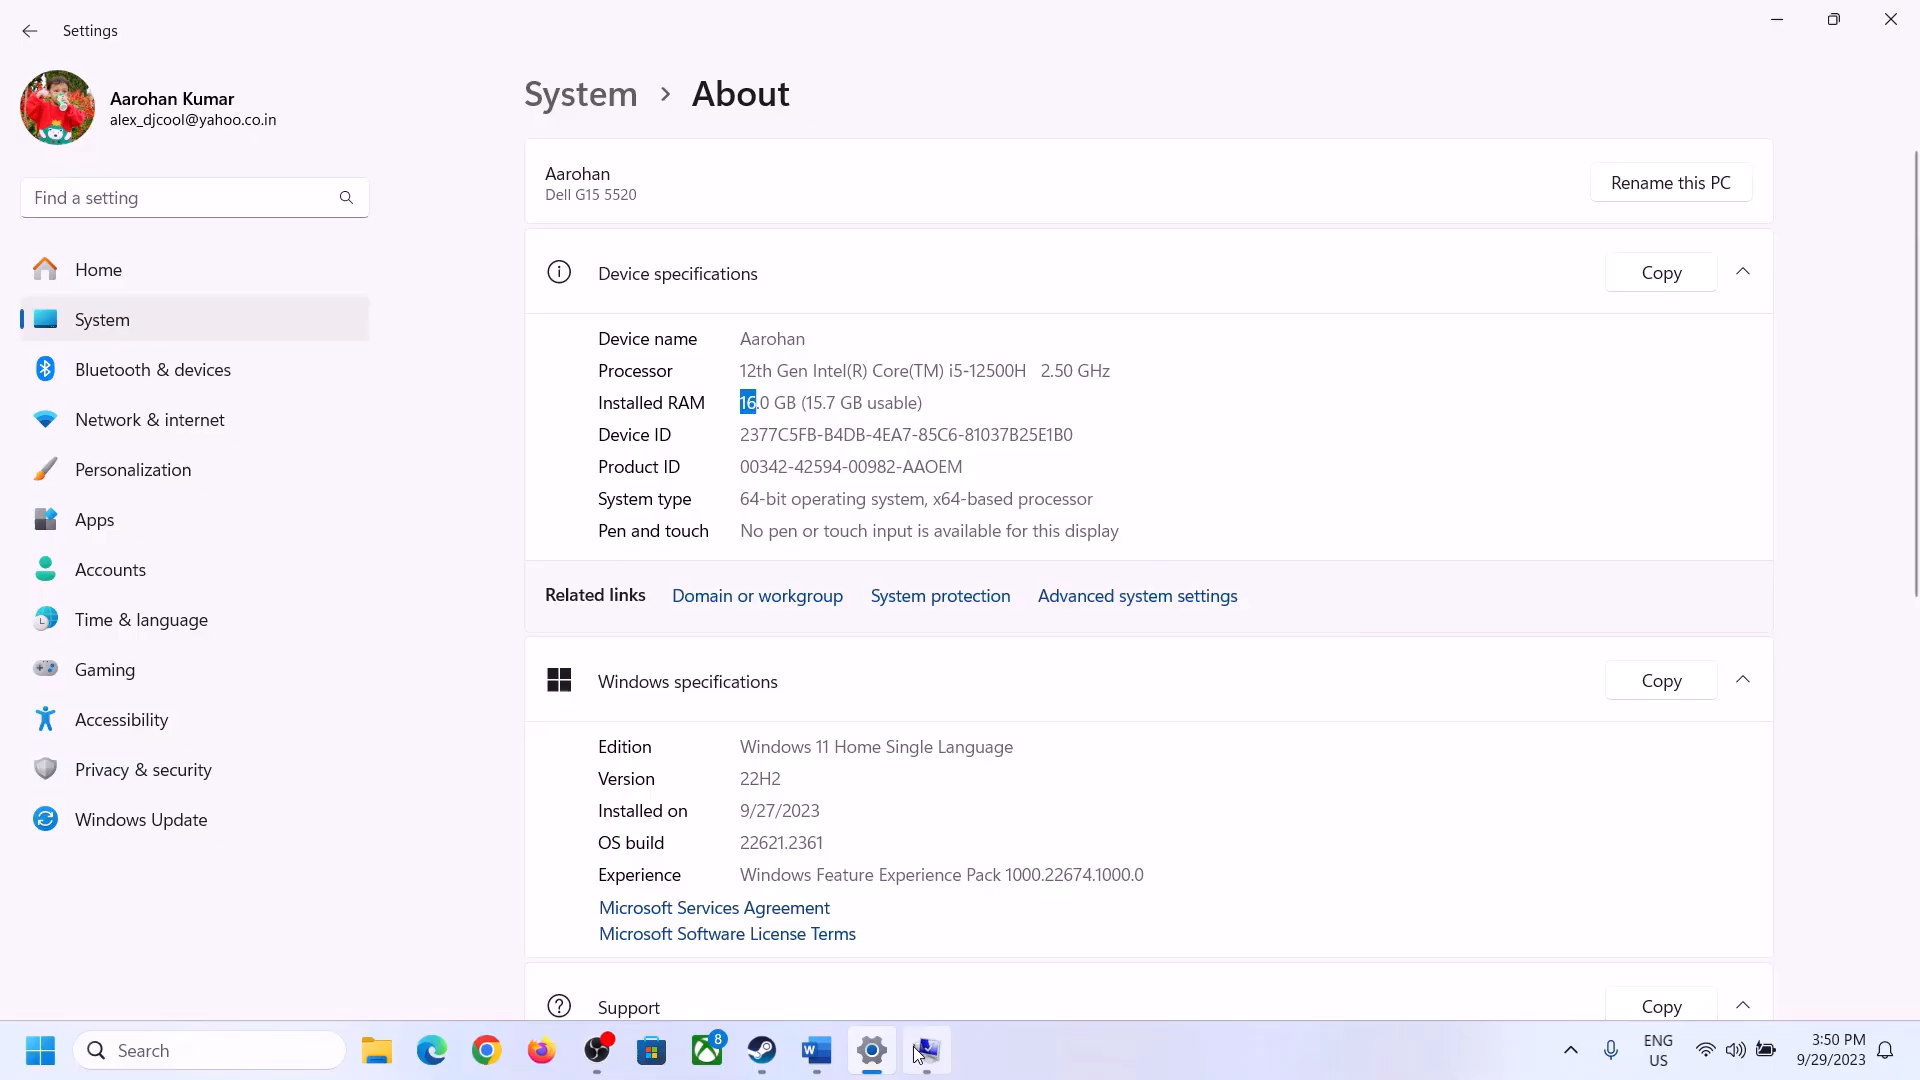 Settings
Aarohan Kumar
alex_djcool@yahoo.co.in
Find a setting
Home
System
Bluetooth & devices
Network & internet
Personalization
Apps
Accounts
Time & language
Gaming
Accessibility
Privacy & security
Windows Update
System > About
Aarohan
Dell G15 5520
Rename this PC
Device specifications Copy
Device name Aarohan
Processor 12th Gen Intel(R) Core(TM) i5-12500H 2.50 GHz
Installed RAM 16.0 GB (15.7 GB usable)
Device ID 2377C5FB-B4DB-4EA7-85C6-81037B25E1B0
Product ID 00342-42594-00982-AAOEM
System type 64-bit operating system, x64-based processor
Pen and touch No pen or touch input is available for this display
Related links Domain or workgroup System protection Advanced system settings
Windows specifications Copy
Edition Windows 11 Home Single Language
Version 22H2
Installed on 9/27/2023
OS build 22621.2361
Experience Windows Feature Experience Pack 1000.22674.1000.0
Microsoft Services Agreement
Microsoft Software License Terms
Support Copy
Search
8
W
ENG
US
3:50 PM
9/29/2023